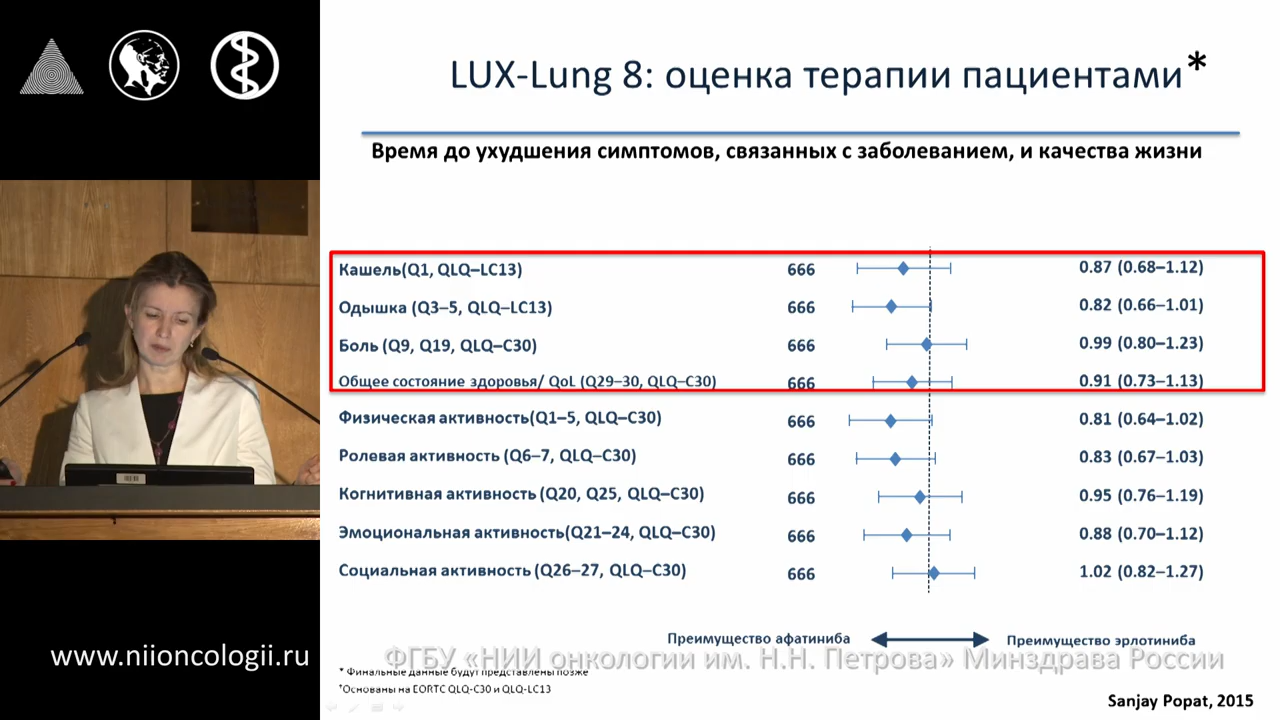 LUX-Lung 8: оценка терапии пациентами*
Время до ухудшения симптомов, связанных с заболеванием, и качества жизни
Кашель(Q1, QLQ–LC13) 666 0.87 (0.68–1.12)
Одышка (Q3–5, QLQ–LC13) 666 0.82 (0.66–1.01)
Боль (Q9, Q19, QLQ–C30) 666 0.99 (0.80–1.23)
Общее состояние здоровья/ QoL (Q29–30, QLQ–C30) 666 0.91 (0.73–1.13)
Физическая активность(Q1–5, QLQ–C30) 666 0.81 (0.64–1.02)
Ролевая активность (Q6–7, QLQ–C30) 666 0.83 (0.67–1.03)
Когнитивная активность (Q20, Q25, QLQ–C30) 666 0.95 (0.76–1.19)
Эмоциональная активность(Q21–24, QLQ–C30) 666 0.88 (0.70–1.12)
Социальная активность (Q26–27, QLQ–C30) 666 1.02 (0.82–1.27)
Преимущество афатиниба Преимущество эрлотиниба
www.niioncologii.ru
ФГБУ «НИИ онкологии им. Н.Н. Петрова» Минздрава России
* Финальные данные будут представлены позже
†Основаны на EORTC QLQ-C30 и QLQ-LC13
Sanjay Popat, 2015